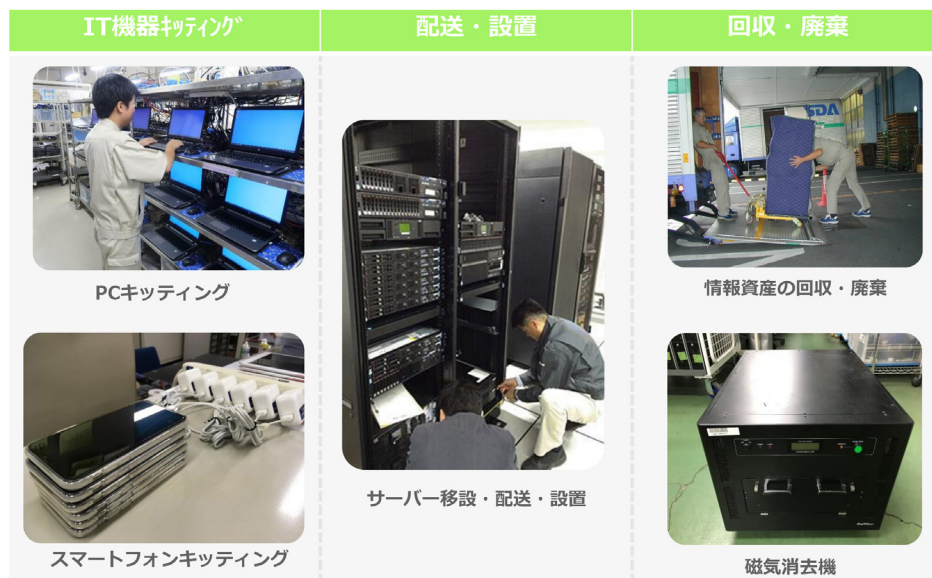 IT機器ｷｯﾃｨﾝｸﾞ
配送・設置
回収・廃棄
SDA
PCキッティング
情報資産の回収・廃棄
サーバー移設・配送・設置
スマートフォンキッティング
磁気消去機